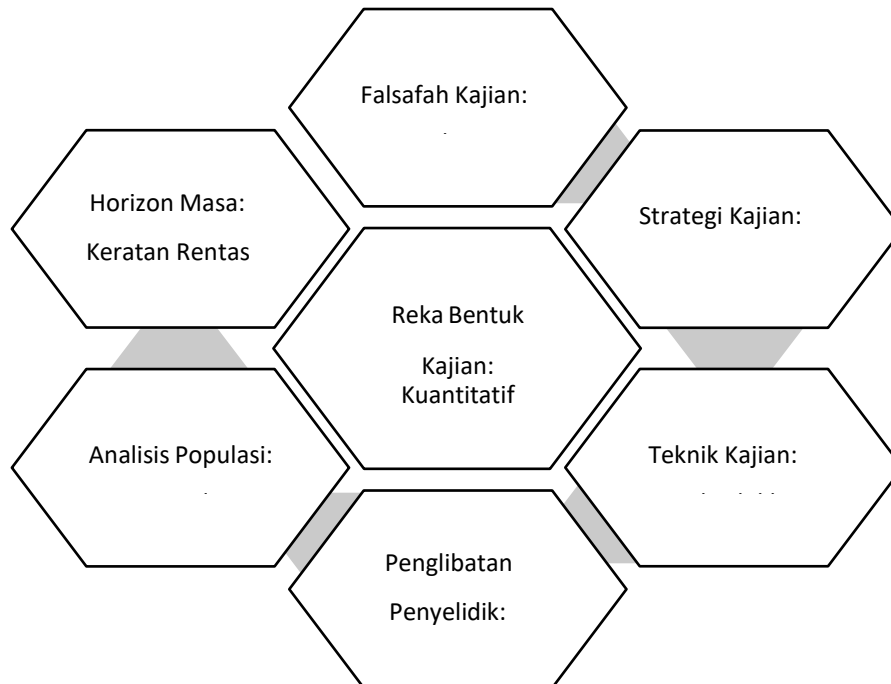 Falsafah Kajian:
Horizon Masa:
Keratan Rentas
Strategi Kajian:
Reka Bentuk
Kajian:
Kuantitatif
Analisis Populasi:
Teknik Kajian:
Penglibatan
Penyelidik: